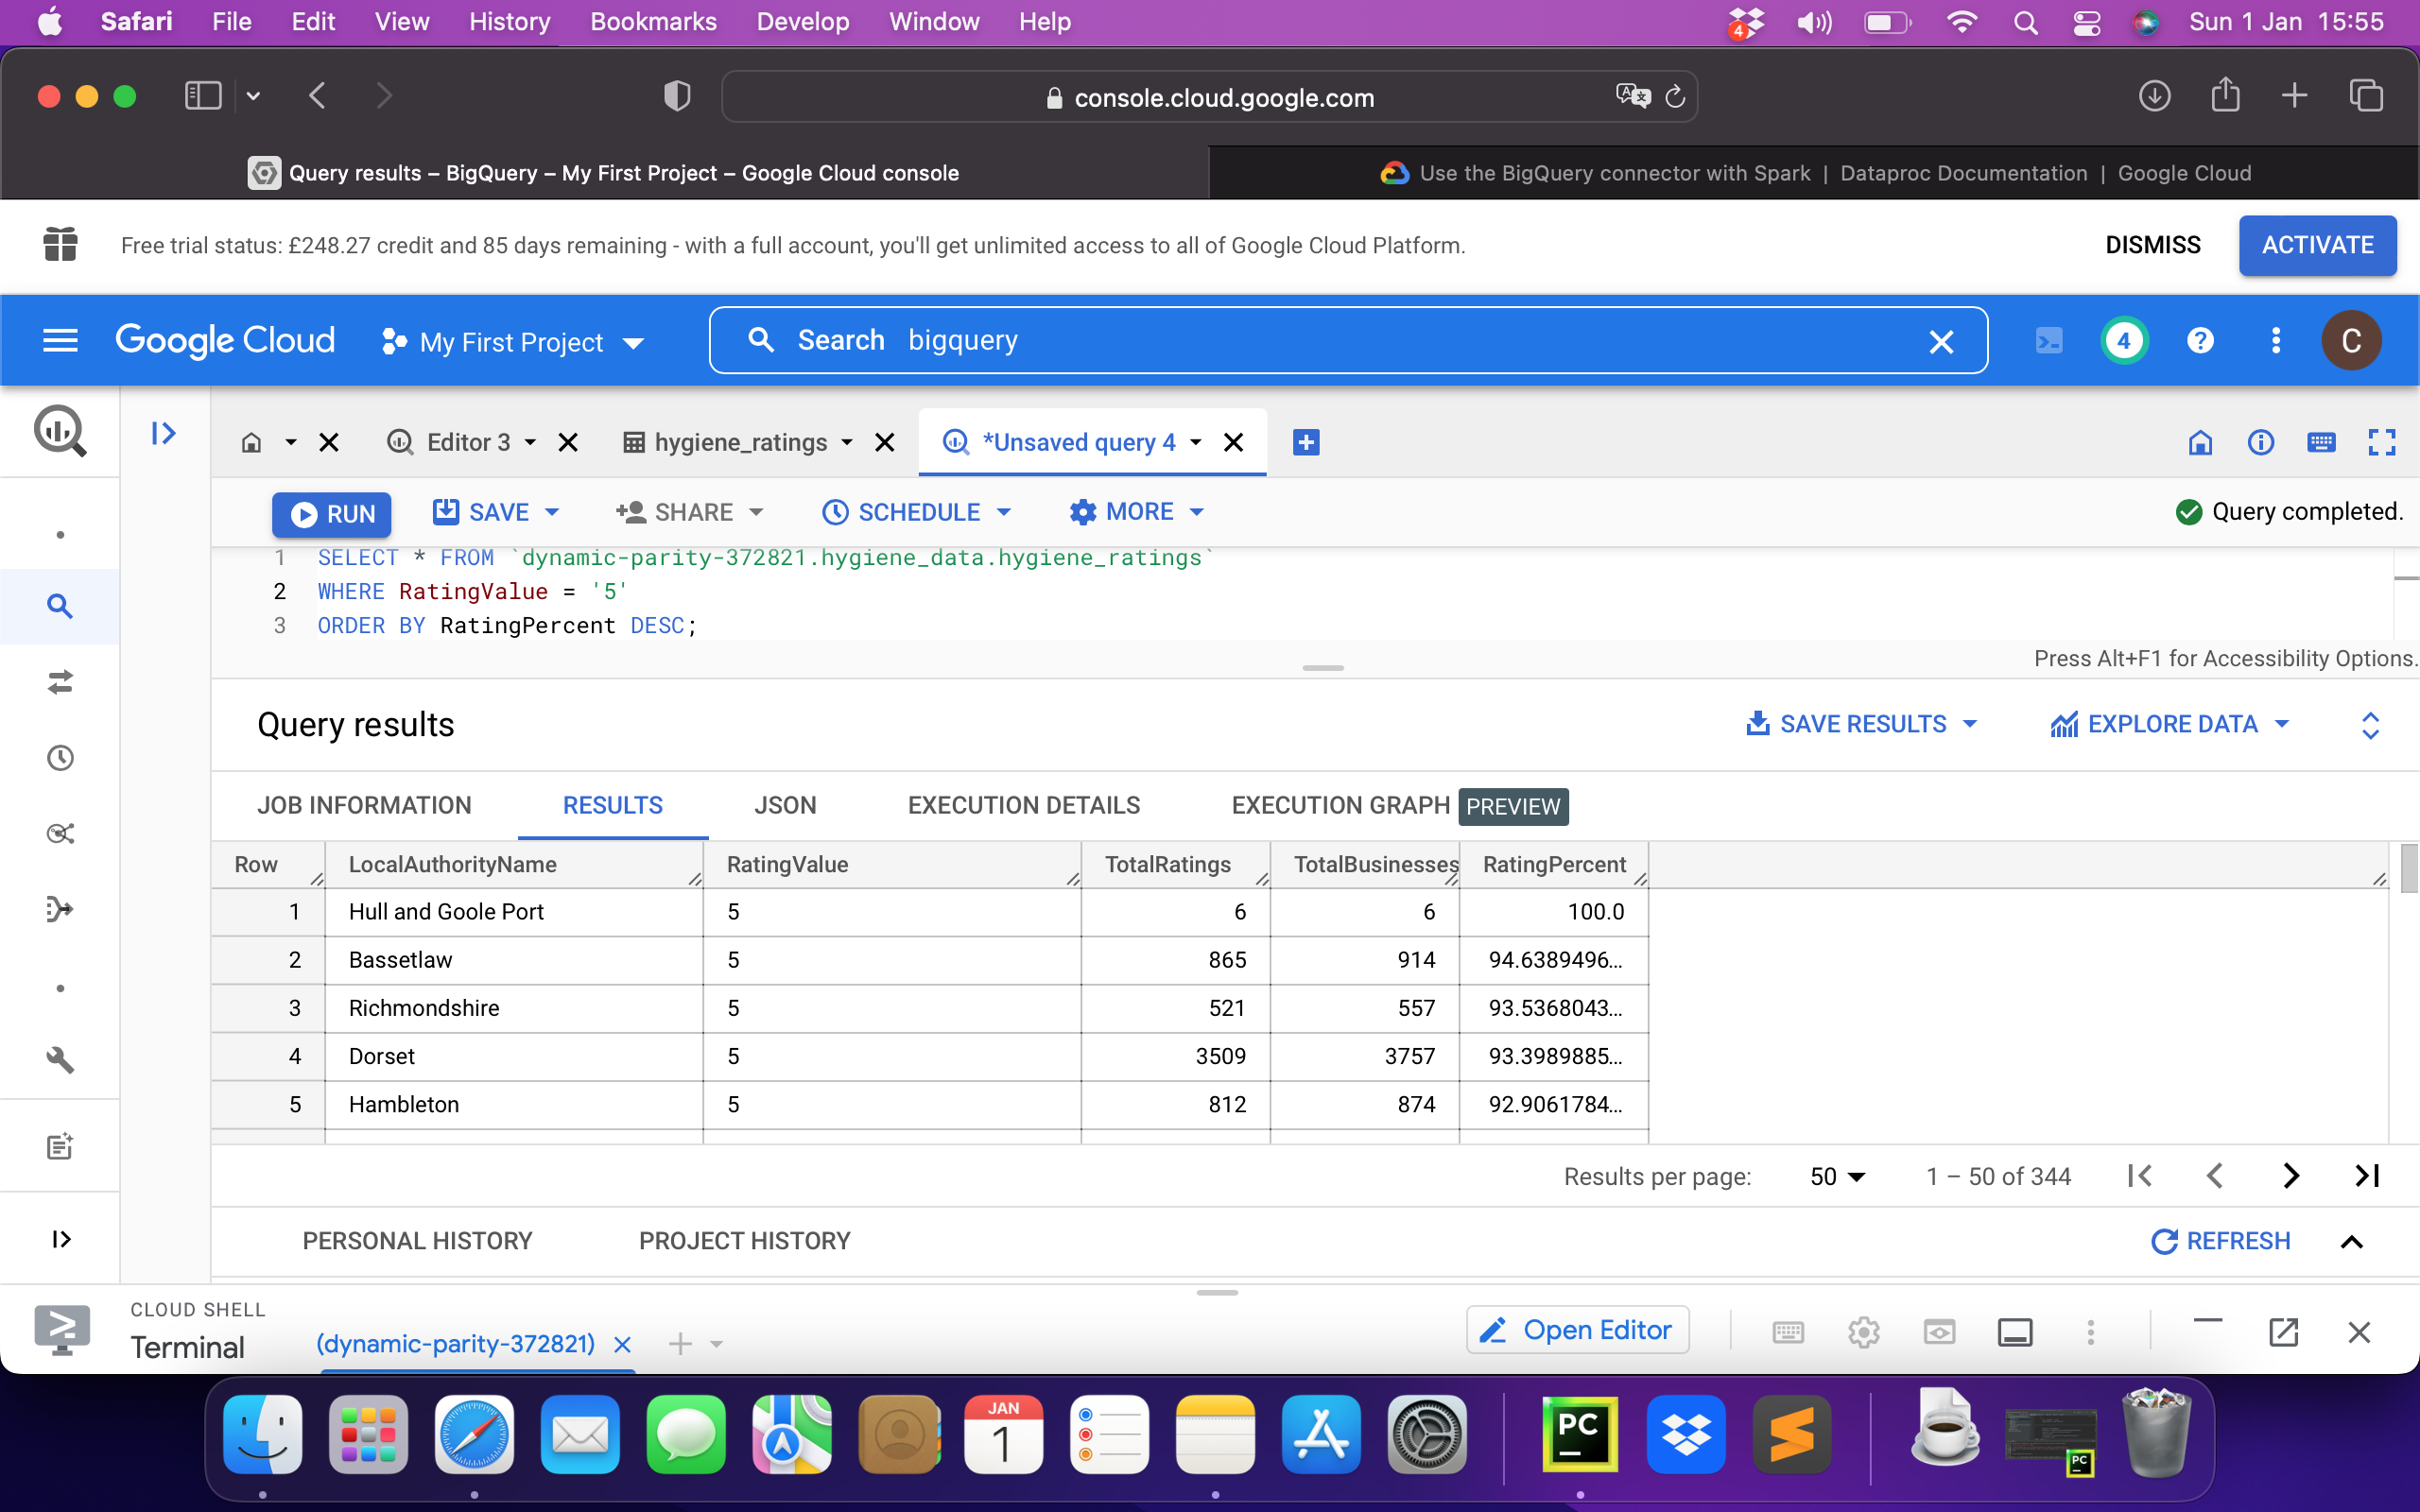 Safari File Edit View History Bookmarks Develop Window Help 4 Sun 1 Jan 15:55
console.cloud.google.com
Query results – BigQuery – My First Project – Google Cloud console
Use the BigQuery connector with Spark | Dataproc Documentation | Google Cloud
Free trial status: £248.27 credit and 85 days remaining - with a full account, you'll get unlimited access to all of Google Cloud Platform. DISMISS ACTIVATE
Google Cloud My First Project Search bigquery 4 ? C
Editor 3 hygiene_ratings *Unsaved query 4
RUN SAVE SHARE SCHEDULE MORE Query completed.
1 SELECT * FROM `dynamic-parity-372821.hygiene_data.hygiene_ratings`
2 WHERE RatingValue = '5'
3 ORDER BY RatingPercent DESC;
Press Alt+F1 for Accessibility Options.
Query results SAVE RESULTS EXPLORE DATA
JOB INFORMATION RESULTS JSON EXECUTION DETAILS EXECUTION GRAPH PREVIEW
Row LocalAuthorityName RatingValue TotalRatings TotalBusinesses RatingPercent
1 Hull and Goole Port 5 6 6 100.0
2 Bassetlaw 5 865 914 94.6389496...
3 Richmondshire 5 521 557 93.5368043...
4 Dorset 5 3509 3757 93.3989885...
5 Hambleton 5 812 874 92.9061784...
Results per page: 50 1 – 50 of 344
PERSONAL HISTORY PROJECT HISTORY REFRESH
CLOUD SHELL
Terminal (dynamic-parity-372821) Open Editor
JAN
1
PC
PC